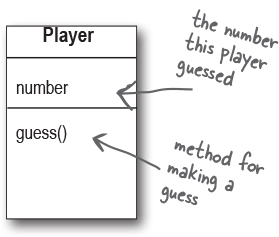 Player
number
guess()
the number
this player
guessed
method for
making a
guess